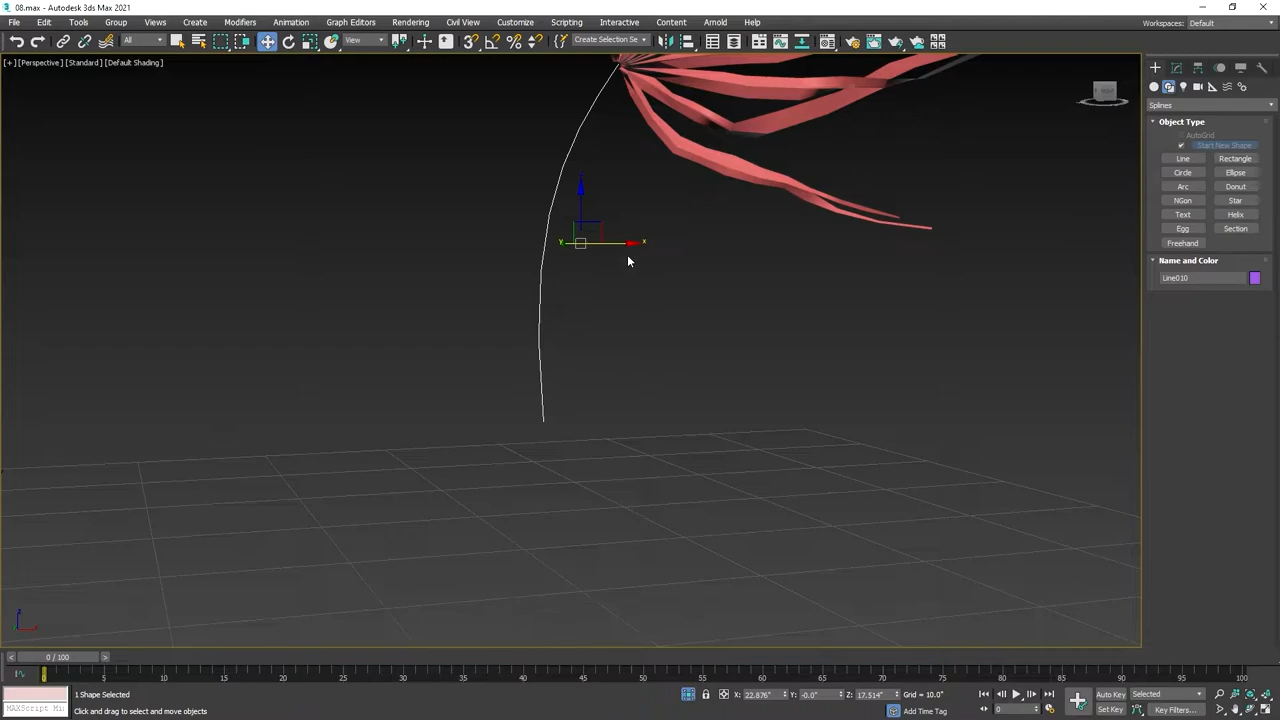 08.max - Autodesk 3ds Max 2021
File Edit Tools Group Views Create Modifiers Animation Graph Editors Rendering Civil View Customize Scripting Interactive Content Arnold Help
Workspaces: Default
All View Create Selection Se
[+] [Perspective] [Standard] [Default Shading]
Splines
Object Type
AutoGrid
Start New Shape
Line Rectangle
Circle Ellipse
Arc Donut
NGon Star
Text Helix
Egg Section
Freehand
Name and Color
Line010
z
y x
z
x
< 0 / 100 >
0 5 10 15 20 25 30 35 40 45 50 55 60 65 70 75 80 85 90 95 100
1 Shape Selected
X: 22.876" Y: -0.0" Z: 17.514" Grid = 10.0"
Auto Key Selected
MAXScript Mi
Click and drag to select and move objects
Add Time Tag
0
Set Key Key Filters...